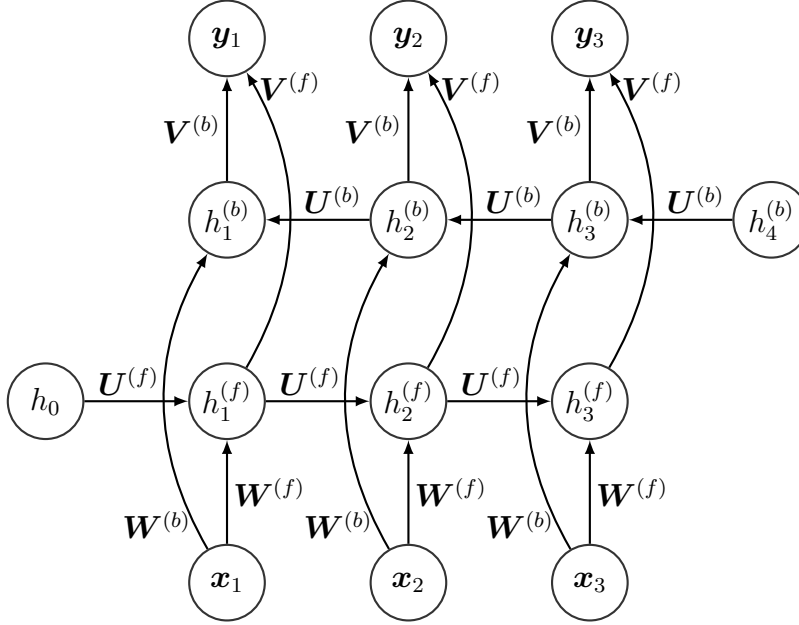 y₁ y₂ y₃
V⁽ᶠ⁾ V⁽ᶠ⁾ V⁽ᶠ⁾
V⁽ᵇ⁾ V⁽ᵇ⁾ V⁽ᵇ⁾
U⁽ᵇ⁾ U⁽ᵇ⁾ U⁽ᵇ⁾
h₁⁽ᵇ⁾ h₂⁽ᵇ⁾ h₃⁽ᵇ⁾ h₄⁽ᵇ⁾
U⁽ᶠ⁾ U⁽ᶠ⁾ U⁽ᶠ⁾
h₀ h₁⁽ᶠ⁾ h₂⁽ᶠ⁾ h₃⁽ᶠ⁾
W⁽ᶠ⁾ W⁽ᶠ⁾ W⁽ᶠ⁾
W⁽ᵇ⁾ W⁽ᵇ⁾ W⁽ᵇ⁾
x₁ x₂ x₃